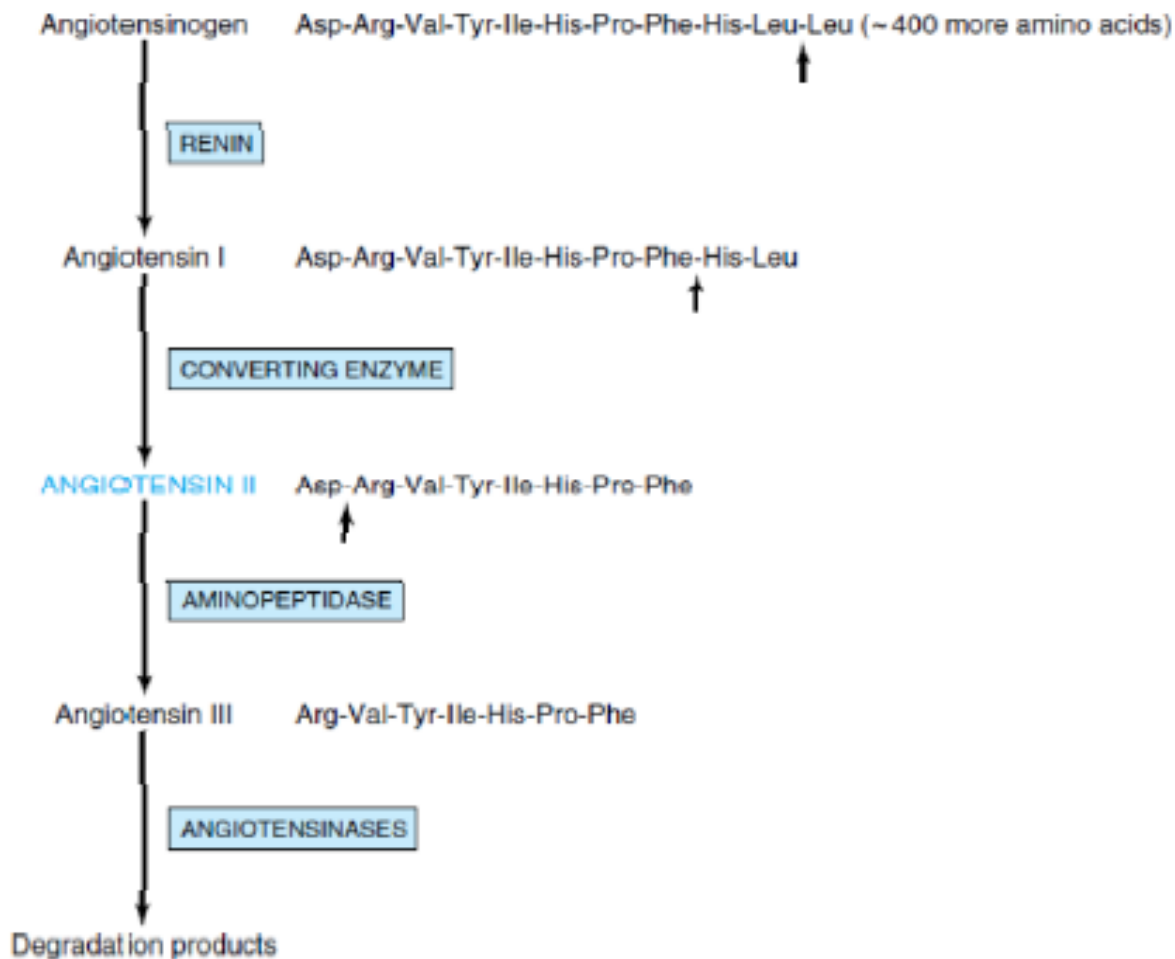 Angiotensinogen Asp-Arg-Val-Tyr-Ile-His-Pro-Phe-His-Leu-Leu (~400 more amino acids)
RENIN
Angiotensin I Asp-Arg-Val-Tyr-Ile-His-Pro-Phe-His-Leu
CONVERTING ENZYME
ANGIOTENSIN II Asp-Arg-Val-Tyr-Ile-His-Pro-Phe
AMINOPEPTIDASE
Angiotensin III Arg-Val-Tyr-Ile-His-Pro-Phe
ANGIOTENSINASES
Degradation products